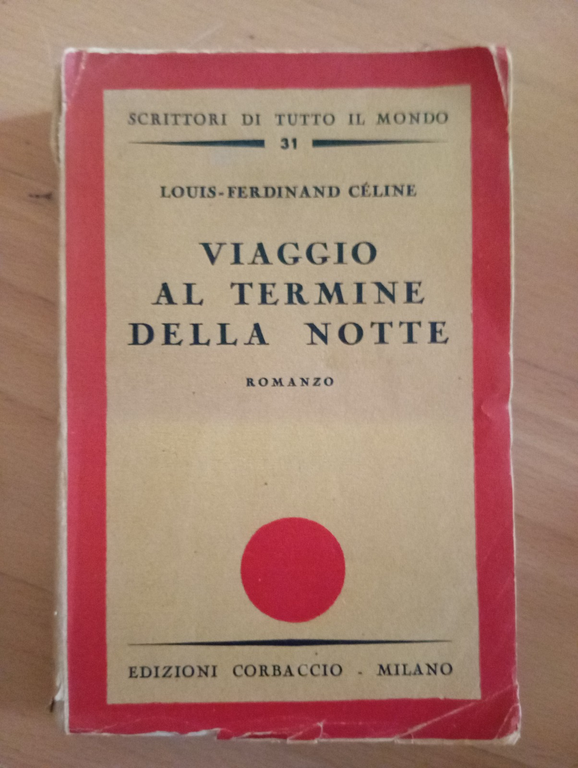 SCRITTORI DI TUTTO IL MONDO
31
LOUIS-FERDINAND CÉLINE
VIAGGIO
AL TERMINE
DELLA NOTTE
ROMANZO
EDIZIONI CORBACCIO - MILANO